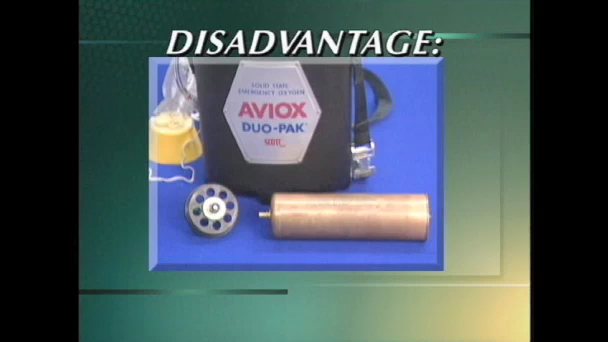 DISADVANTAGE:
SOLID STATE
EMERGENCY OXYGEN
AVIOX
DUO-PAK